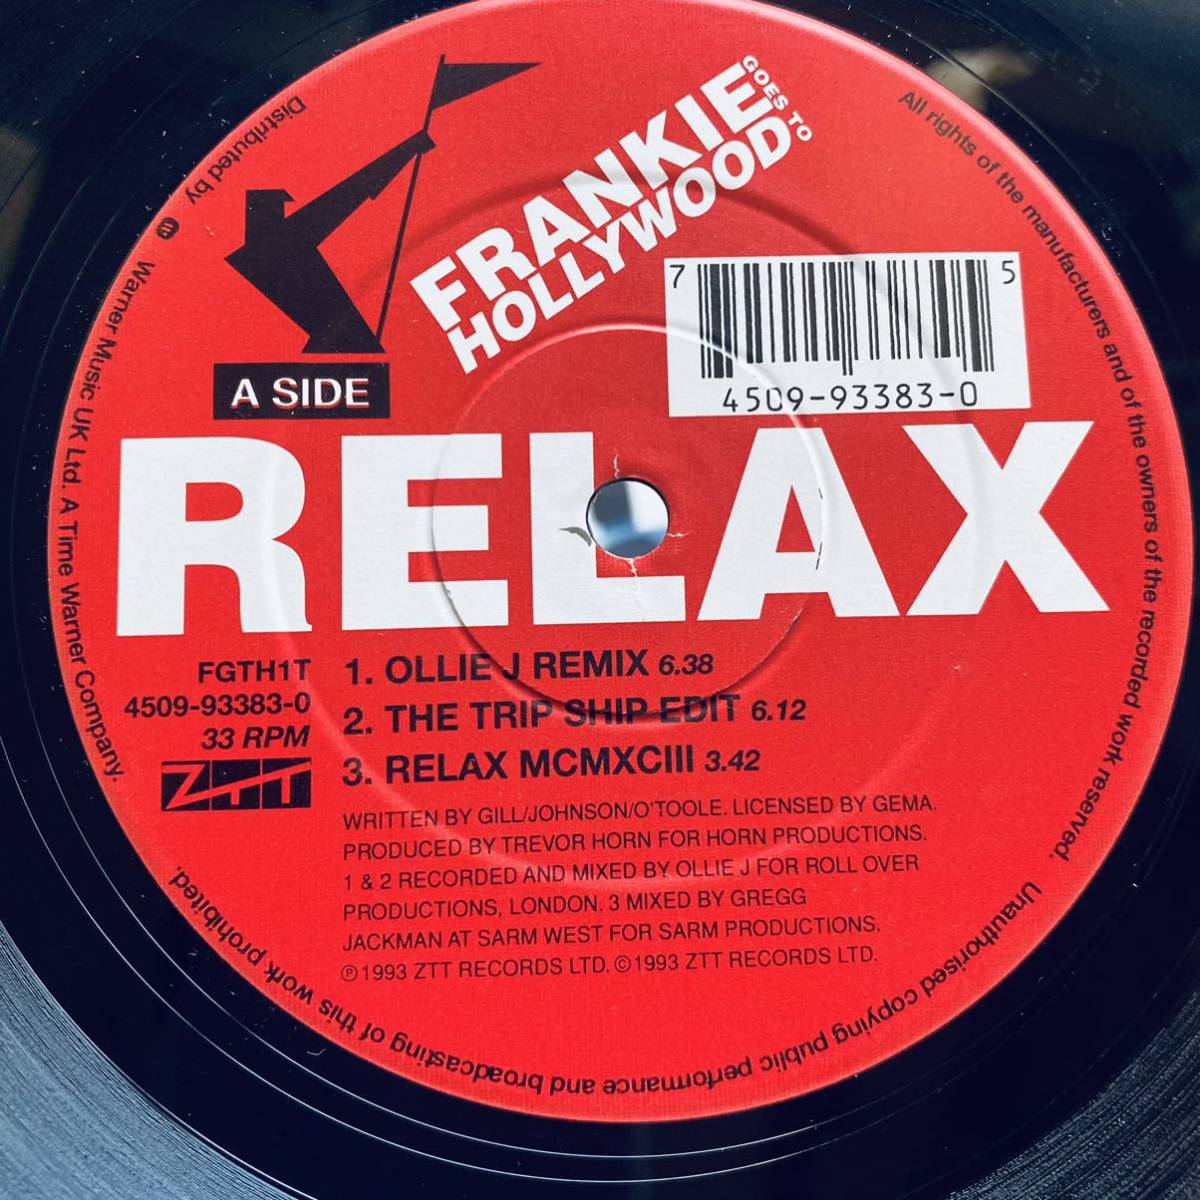 FRANKIE
GOES TO
HOLLYWOOD
7 5
4509-93383-0
A SIDE
RELAX
FGTH1T
4509-93383-0
33 RPM
ZTT
1. OLLIE J REMIX 6.38
2. THE TRIP SHIP EDIT 6.12
3. RELAX MCMXCIII 3.42
WRITTEN BY GILL/JOHNSON/O'TOOLE. LICENSED BY GEMA.
PRODUCED BY TREVOR HORN FOR HORN PRODUCTIONS.
1 & 2 RECORDED AND MIXED BY OLLIE J FOR ROLL OVER
PRODUCTIONS, LONDON. 3 MIXED BY GREGG
JACKMAN AT SARM WEST FOR SARM PRODUCTIONS.
℗1993 ZTT RECORDS LTD. ©1993 ZTT RECORDS LTD.
All rights of the manufacturers and of the owners of the recorded work reserved.
Unauthorised copying public performance and broadcasting of this work prohibited.
Distributed by Warner Music UK Ltd. A Time Warner Company.